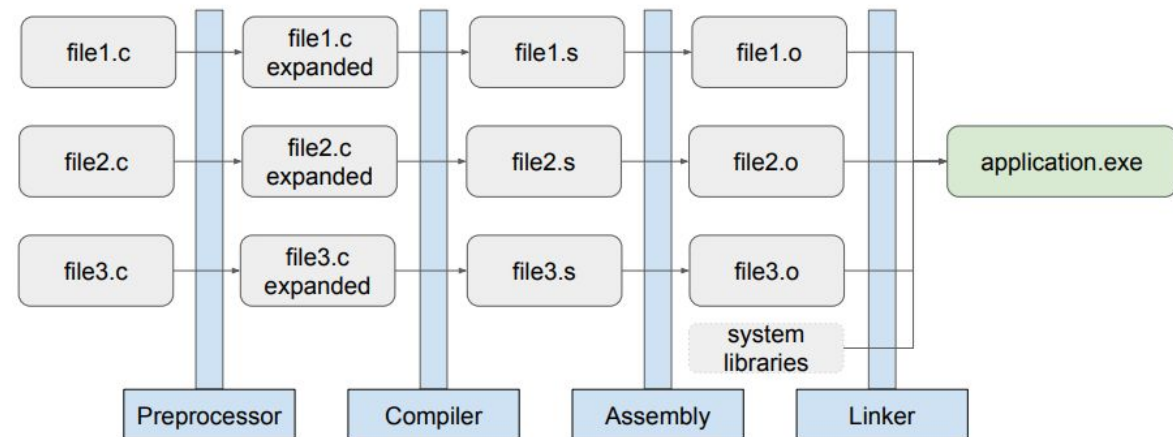 file1.c
file1.c
expanded
file1.s
file1.o
file2.c
file2.c
expanded
file2.s
file2.o
application.exe
file3.c
file3.c
expanded
file3.s
file3.o
system
libraries
Preprocessor
Compiler
Assembly
Linker